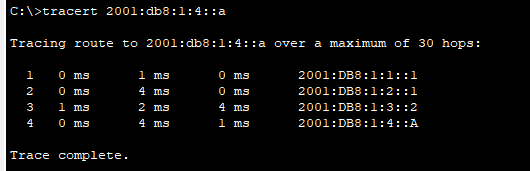 C:\>tracert 2001:db8:1:4::a
Tracing route to 2001:db8:1:4::a over a maximum of 30 hops:
1 0 ms 1 ms 0 ms 2001:DB8:1:1::1
2 0 ms 4 ms 0 ms 2001:DB8:1:2::1
3 1 ms 2 ms 4 ms 2001:DB8:1:3::2
4 0 ms 4 ms 1 ms 2001:DB8:1:4::A
Trace complete.